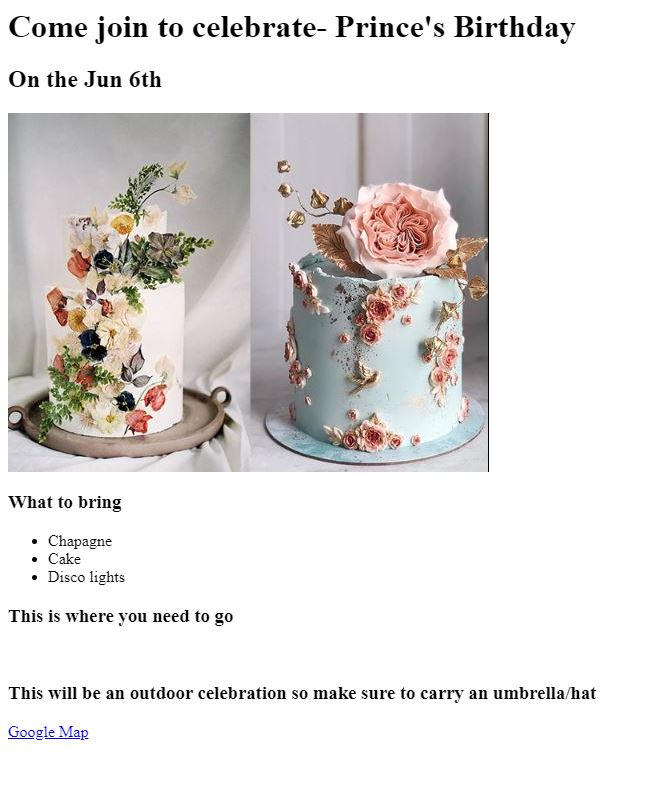 Come join to celebrate- Prince's Birthday
On the Jun 6th
What to bring
Chapagne
Cake
Disco lights
This is where you need to go
This will be an outdoor celebration so make sure to carry an umbrella/hat
Google Map